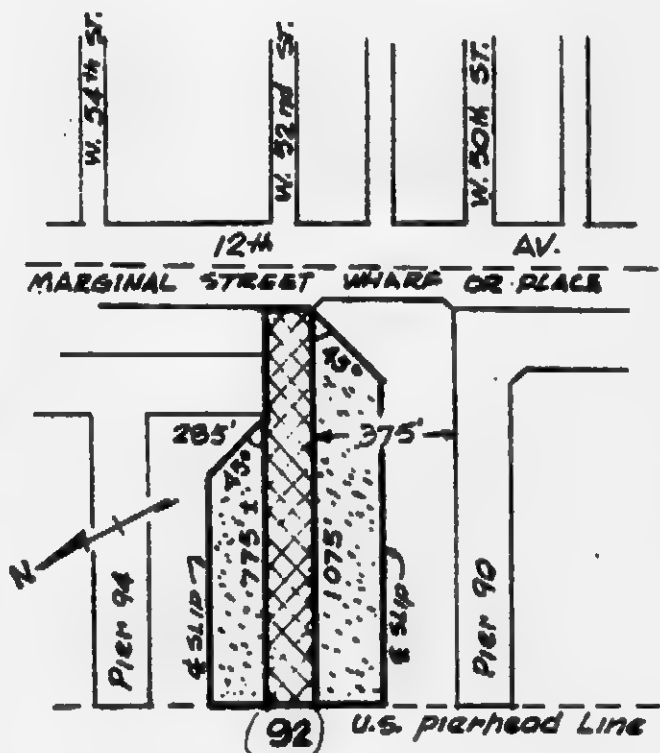 W. 54th ST.
W. 52nd ST.
W. 50th ST.
12th AV.
MARGINAL STREET WHARF OR PLACE
45°
285'
375'
45°
775' ±
1075'
N
Pier 94
℄ SLIP
℄ SLIP
Pier 90
(92)
U.S. pierhead Line